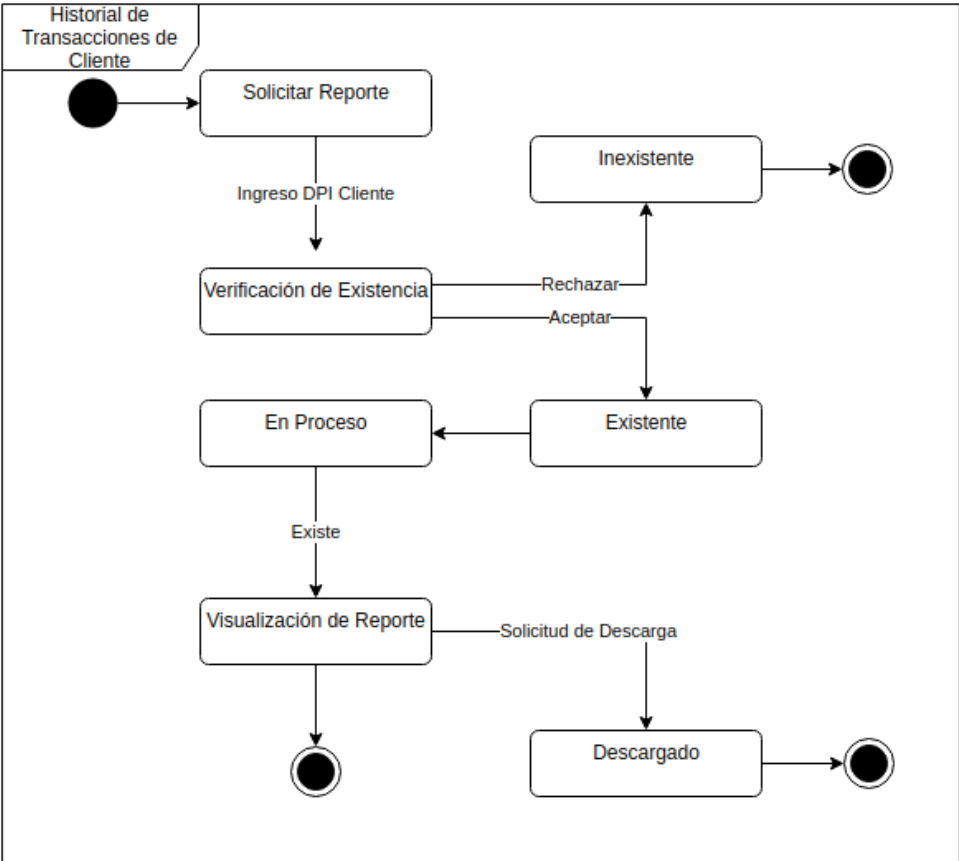 Historial de
Transacciones de
Cliente
Solicitar Reporte
Ingreso DPI Cliente
Inexistente
Verificación de Existencia
Rechazar
Aceptar
En Proceso
Existente
Existe
Visualización de Reporte
Solicitud de Descarga
Descargado